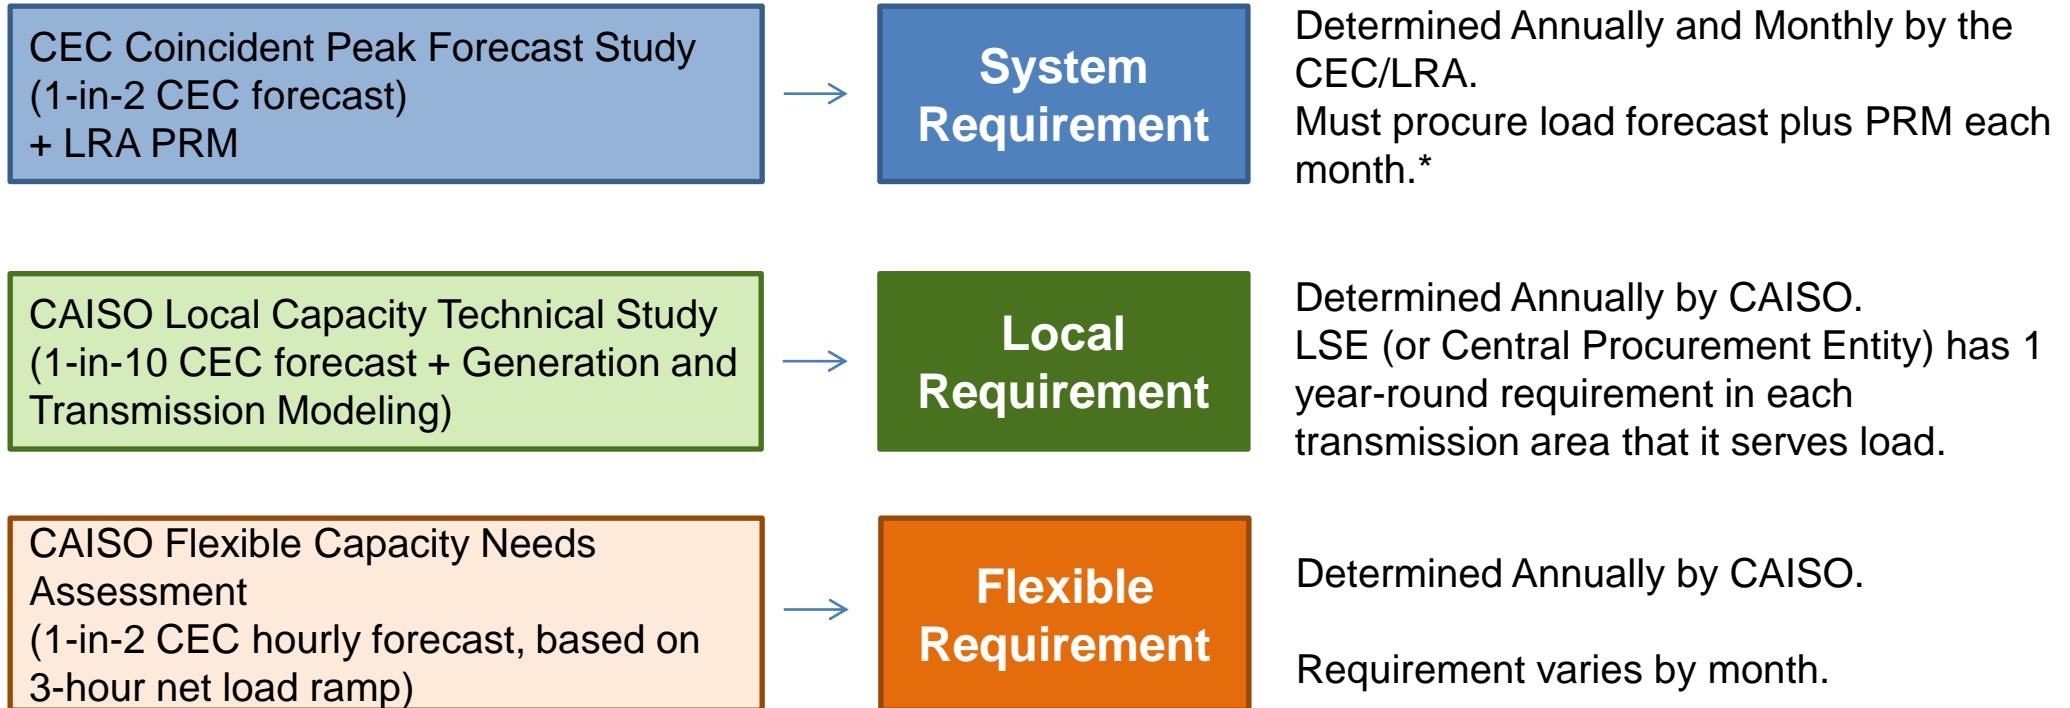 CEC Coincident Peak Forecast Study
(1-in-2 CEC forecast)
+ LRA PRM
System
Requirement
Determined Annually and Monthly by the
CEC/LRA.
Must procure load forecast plus PRM each
month.*
CAISO Local Capacity Technical Study
(1-in-10 CEC forecast + Generation and
Transmission Modeling)
Local
Requirement
Determined Annually by CAISO.
LSE (or Central Procurement Entity) has 1
year-round requirement in each
transmission area that it serves load.
CAISO Flexible Capacity Needs
Assessment
(1-in-2 CEC hourly forecast, based on
3-hour net load ramp)
Flexible
Requirement
Determined Annually by CAISO.
Requirement varies by month.